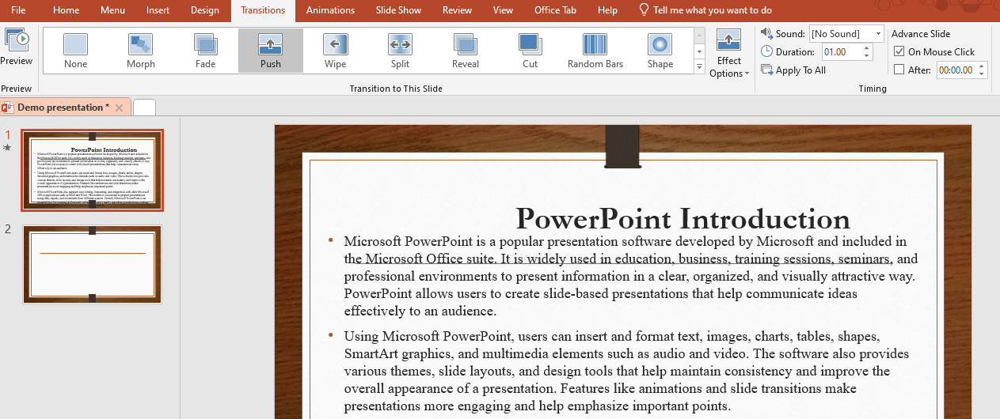 File Home Menu Insert Design Transitions Animations Slide Show Review View Office Tab Help Tell me what you want to do
Preview
None Morph Fade Push Wipe Split Reveal Cut Random Bars Shape
Effect
Options
Sound: [No Sound] Advance Slide
Duration: 01.00 On Mouse Click
Apply To All After: 00:00.00
Preview Transition to This Slide Timing
Demo presentation *
1
PowerPoint Introduction
2
PowerPoint Introduction
• Microsoft PowerPoint is a popular presentation software developed by Microsoft and included in
the Microsoft Office suite. It is widely used in education, business, training sessions, seminars, and
professional environments to present information in a clear, organized, and visually attractive way.
PowerPoint allows users to create slide-based presentations that help communicate ideas
effectively to an audience.
• Using Microsoft PowerPoint, users can insert and format text, images, charts, tables, shapes,
SmartArt graphics, and multimedia elements such as audio and video. The software also provides
various themes, slide layouts, and design tools that help maintain consistency and improve the
overall appearance of a presentation. Features like animations and slide transitions make
presentations more engaging and help emphasize important points.